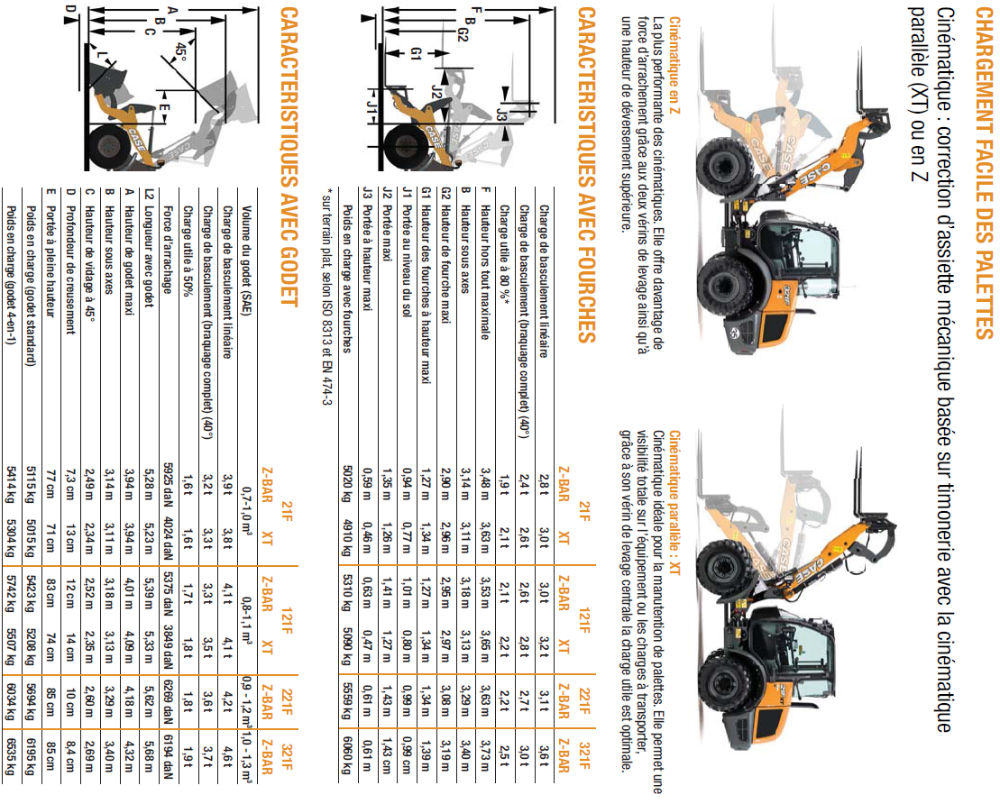 CHARGEMENT FACILE DES PALETTES
Cinématique : correction d'assiette mécanique basée sur timonerie avec la cinématique
parallèle (XT) ou en Z
Cinématique en Z
La plus performante des cinématiques. Elle offre davantage de
force d'arrachement grâce aux deux vérins de levage ainsi qu'à
une hauteur de déversement supérieure.
Cinématique parallèle : XT
Cinématique idéale pour la manutention de palettes. Elle permet une
visibilité totale sur l'équipement ou les charges à transporter,
grâce à son vérin de levage centrale la charge utile est optimale.
CARACTERISTIQUES AVEC FOURCHES
F
B
G2
G1
J1
J2
J3
CASE
21F 121F 221F 321F
Z-BAR XT Z-BAR XT Z-BAR Z-BAR
Charge de basculement linéaire 2,8 t 3,0 t 3,0 t 3,2 t 3,1 t 3,6 t
Charge de basculement (braquage complet) (40°) 2,4 t 2,6 t 2,6 t 2,8 t 2,7 t 3,0 t
Charge utile à 80 %* 1,9 t 2,1 t 2,1 t 2,2 t 2,2 t 2,5 t
F Hauteur hors tout maximale 3,48 m 3,63 m 3,53 m 3,65 m 3,63 m 3,73 m
B Hauteur sous axes 3,14 m 3,11 m 3,18 m 3,13 m 3,29 m 3,40 m
G2 Hauteur de fourche maxi 2,90 m 2,96 m 2,95 m 2,97 m 3,08 m 3,19 m
G1 Hauteur des fourches à hauteur maxi 1,27 m 1,34 m 1,27 m 1,34 m 1,34 m 1,39 m
J1 Portée au niveau du sol 0,94 m 0,77 m 1,01 m 0,80 m 0,99 m 0,99 cm
J2 Portée maxi 1,35 m 1,26 m 1,41 m 1,27 m 1,43 m 1,43 cm
J3 Portée à hauteur maxi 0,59 m 0,46 m 0,63 m 0,47 m 0,61 m 0,61 m
Poids en charge avec fourches 5020 kg 4910 kg 5310 kg 5090 kg 5559 kg 6060 kg
* sur terrain plat, selon ISO 8313 et EN 474-3
CARACTERISTIQUES AVEC GODET
A
B
C
D
45°
E
L
CASE
21F 121F 221F 321F
Z-BAR XT Z-BAR XT Z-BAR Z-BAR
Volume du godet (SAE) 0,7-1,0 m³ 0,8-1,1 m³ 0,9 -1,2 m³ 1,0 - 1,3 m³
Charge de basculement linéaire 3,9 t 3,8 t 4,1 t 4,1 t 4,2 t 4,6 t
Charge de basculement (braquage complet) (40°) 3,2 t 3,3 t 3,3 t 3,5 t 3,6 t 3,7 t
Charge utile à 50% 1,6 t 1,6 t 1,7 t 1,8 t 1,8 t 1,9 t
Force d'arrachage 5925 daN 4024 daN 5375 daN 3849 daN 6269 daN 6194 daN
L2 Longueur avec godet 5,28 m 5,23 m 5,39 m 5,33 m 5,62 m 5,68 m
A Hauteur de godet maxi 3,94 m 3,94 m 4,01 m 4,09 m 4,18 m 4,32 m
B Hauteur sous axes 3,14 m 3,11 m 3,18 m 3,13 m 3,29 m 3,40 m
C Hauteur de vidage à 45° 2,49 m 2,34 m 2,52 m 2,35 m 2,60 m 2,69 m
D Profondeur de creusement 7,3 cm 13 cm 12 cm 14 cm 10 cm 8,4 cm
E Portée à pleine hauteur 77 cm 71 cm 83 cm 74 cm 85 cm 85 cm
Poids en charge (godet standard) 5115 kg 5015 kg 5423 kg 5208 kg 5694 kg 6195 kg
Poids en charge (godet 4-en-1) 5414 kg 5304 kg 5742 kg 5507 kg 6034 kg 6535 kg